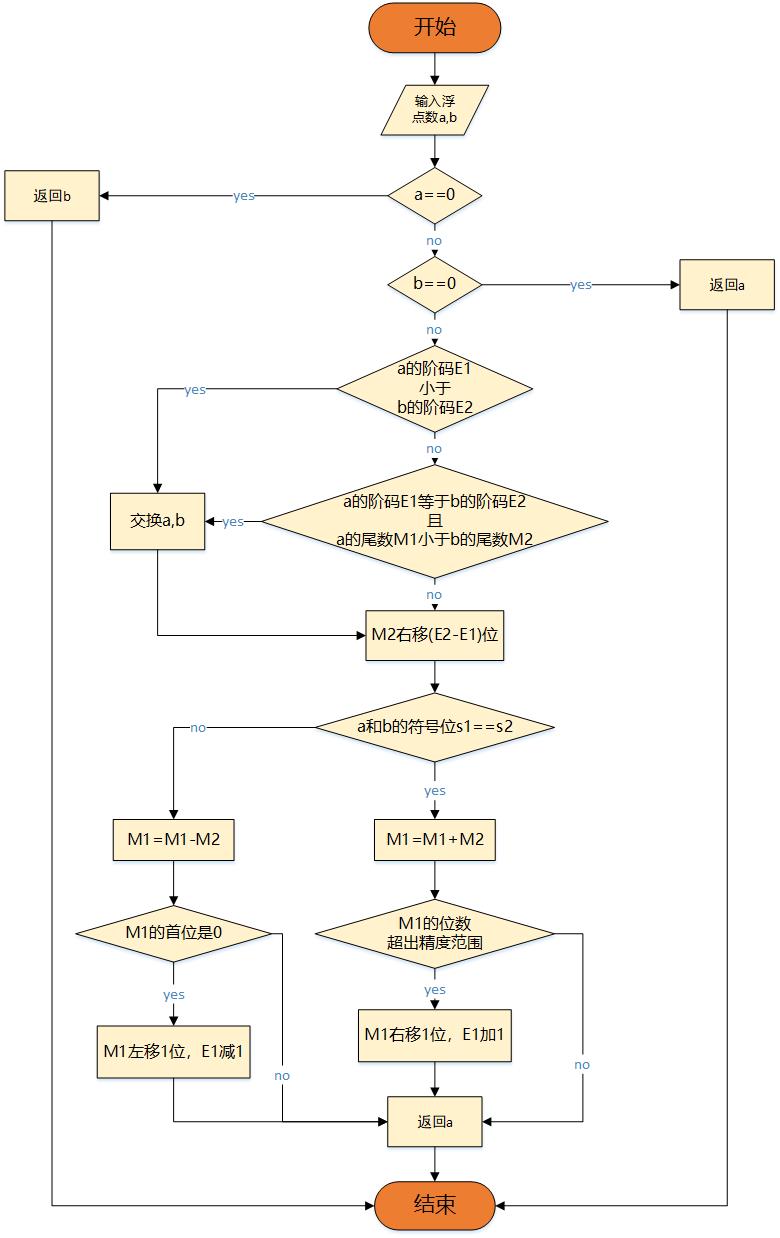 开始
输入浮
点数a,b
a==0
yes
返回b
no
b==0
yes
返回a
no
a的阶码E1
小于
b的阶码E2
yes
no
a的阶码E1等于b的阶码E2
且
a的尾数M1小于b的尾数M2
yes
交换a,b
no
M2右移(E2-E1)位
a和b的符号位s1==s2
no
yes
M1=M1-M2
M1=M1+M2
M1的首位是0
M1的位数
超出精度范围
yes
yes
M1左移1位，E1减1
M1右移1位，E1加1
no
no
返回a
结束